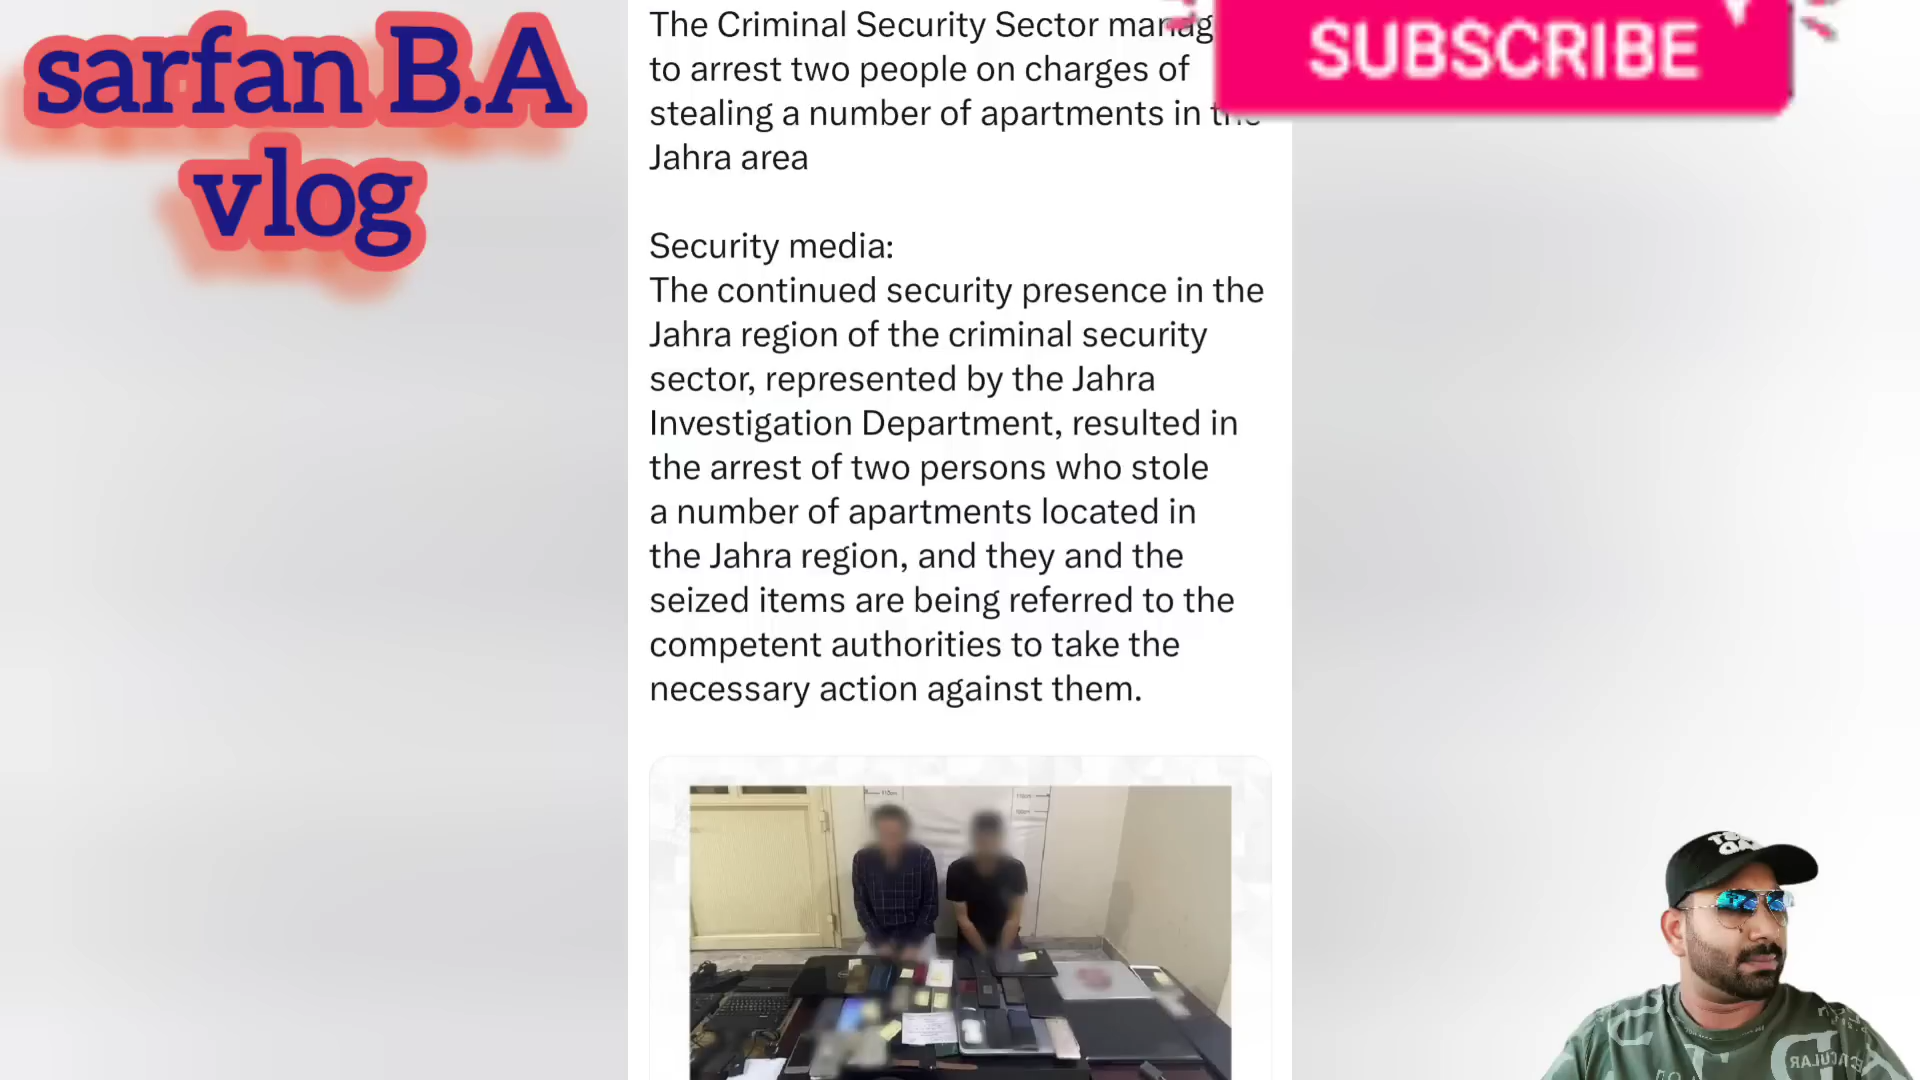 sarfan B.A
vlog
The Criminal Security Sector manag
to arrest two people on charges of
stealing a number of apartments in the
Jahra area
Security media:
The continued security presence in the
Jahra region of the criminal security
sector, represented by the Jahra
Investigation Department, resulted in
the arrest of two persons who stole
a number of apartments located in
the Jahra region, and they and the
seized items are being referred to the
competent authorities to take the
necessary action against them.
SUBSCRIBE